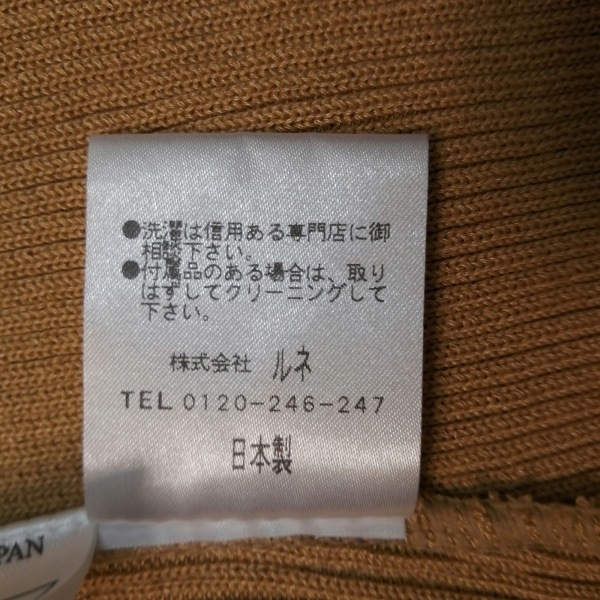 ●洗濯は信用ある専門店に御
相談下さい。
●付属品のある場合は、取り
はずしてクリーニングして
下さい。
株式会社 ルネ
TEL 0120-246-247
日本製
PAN